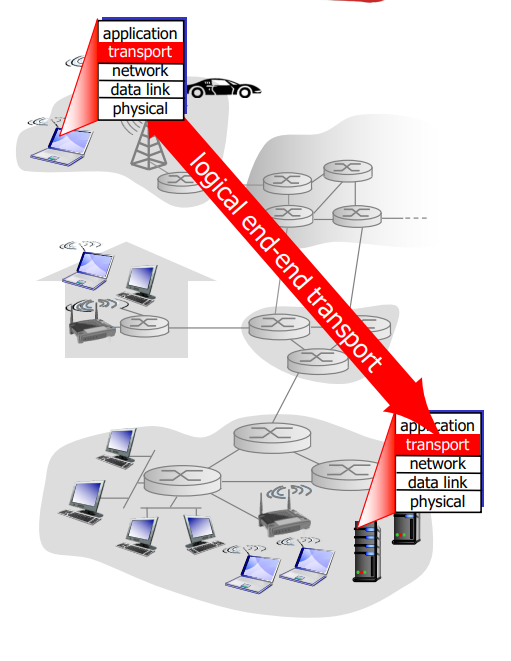 application
transport
network
data link
physical
logical end-end transport
application
transport
network
data link
physical